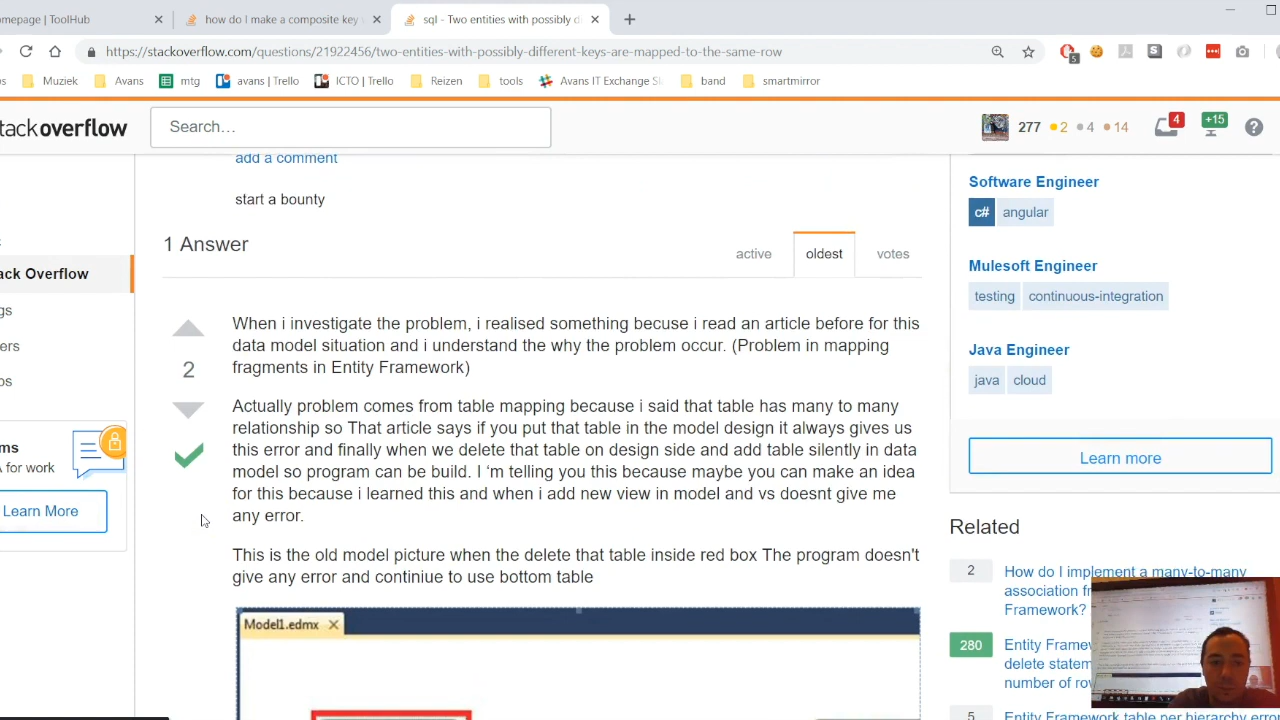 mepage | ToolHub
how do I make a composite key
sql - Two entities with possibly d
https://stackoverflow.com/questions/21922456/two-entities-with-possibly-different-keys-are-mapped-to-the-same-row
5
Muziek
Avans
mtg
avans | Trello
ICTO | Trello
Reizen
tools
Avans IT Exchange
band
smartmirror
tackoverflow
Search…
277
2
4
14
4
+15
?
add a comment
start a bounty
1 Answer
active
oldest
votes
ack Overflow
gs
ers
bs
ms
A for work
Learn More
2
When i investigate the problem, i realised something becuse i read an article before for this
data model situation and i understand the why the problem occur. (Problem in mapping
fragments in Entity Framework)
Actually problem comes from table mapping because i said that table has many to many
relationship so That article says if you put that table in the model design it always gives us
this error and finally when we delete that table on design side and add table silently in data
model so program can be build. I 'm telling you this because maybe you can make an idea
for this because i learned this and when i add new view in model and vs doesnt give me
any error.
This is the old model picture when the delete that table inside red box The program doesn't
give any error and continiue to use bottom table
Model1.edmx
Software Engineer
c#
angular
Mulesoft Engineer
testing
continuous-integration
Java Engineer
java
cloud
Learn more
Related
2
How do I implement a many-to-many
association
Framework?
280
Entity Framew
delete statem
number of ro
5
Entity Framework table per hierarchy error